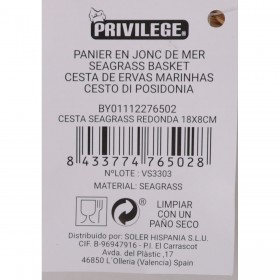 PRIVILEGE®
PANIER EN JONC DE MER
SEAGRASS BASKET
CESTA DE ERVAS MARINHAS
CESTO DI POSIDONIA
BY01112276502
CESTA SEAGRASS REDONDA 18X8CM
8 433774 765028
NºLOTE : VS3303
MATERIAL: SEAGRASS
LIMPIAR
CON UN
PAÑO SECO
Distribuido por: SOLER HISPANIA S.L.U.
CIF. B-96947916 - P.I. El Carrascot
Avda. del Plàstic ,17
46850 L´Olleria (Valencia) Spain